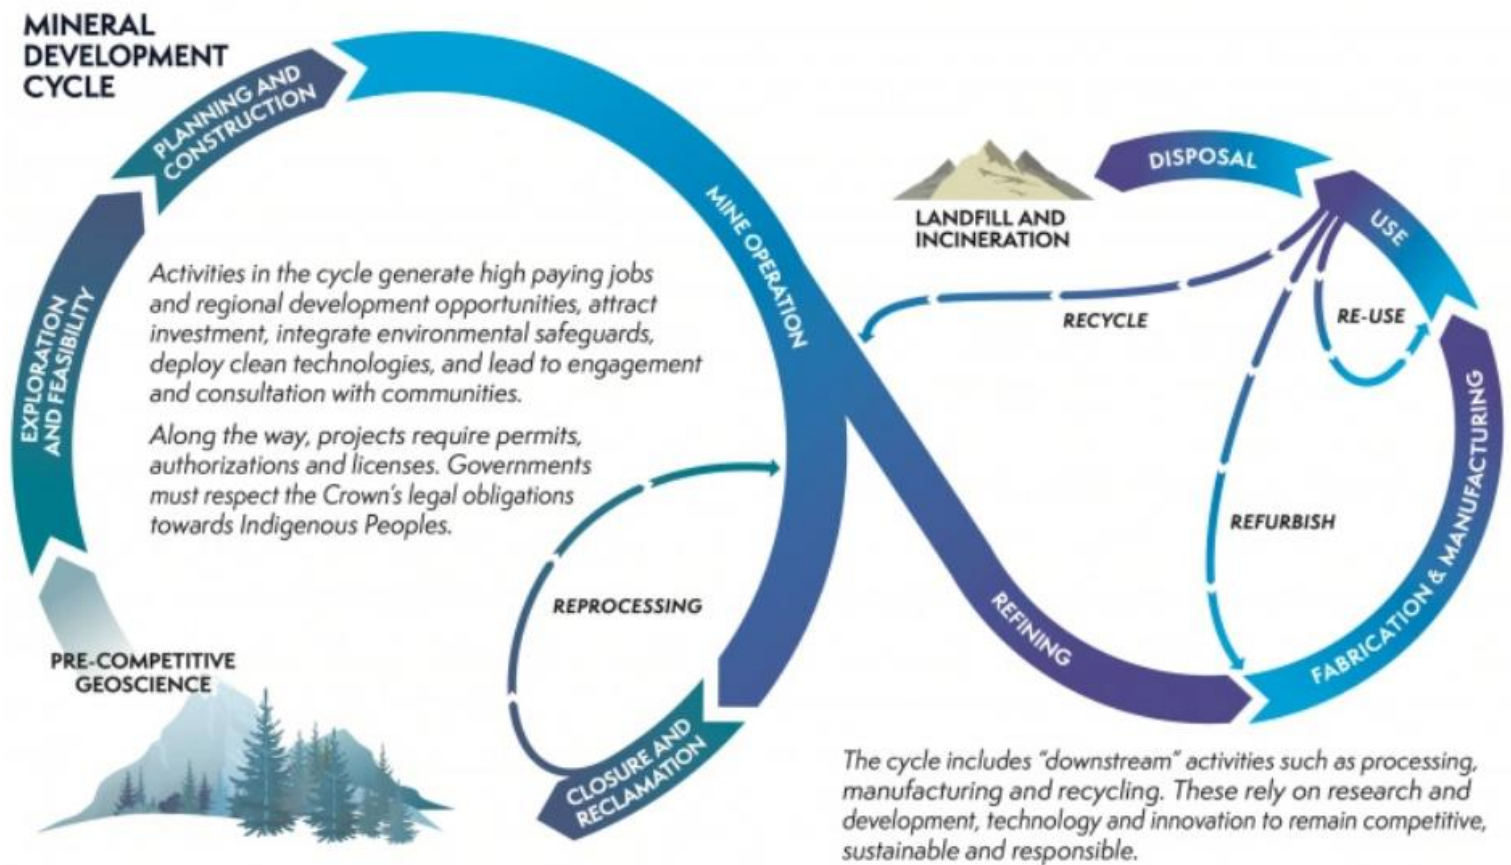 MINERAL
DEVELOPMENT
CYCLE
PRE-COMPETITIVE
GEOSCIENCE
EXPLORATION
AND FEASIBILITY
PLANNING AND
CONSTRUCTION
MINE OPERATION
Activities in the cycle generate high paying jobs
and regional development opportunities, attract
investment, integrate environmental safeguards,
deploy clean technologies, and lead to engagement
and consultation with communities.
Along the way, projects require permits,
authorizations and licenses. Governments
must respect the Crown's legal obligations
towards Indigenous Peoples.
REPROCESSING
CLOSURE AND
RECLAMATION
REFINING
FABRICATION & MANUFACTURING
USE
DISPOSAL
LANDFILL AND
INCINERATION
RECYCLE
RE-USE
REFURBISH
The cycle includes “downstream” activities such as processing,
manufacturing and recycling. These rely on research and
development, technology and innovation to remain competitive,
sustainable and responsible.